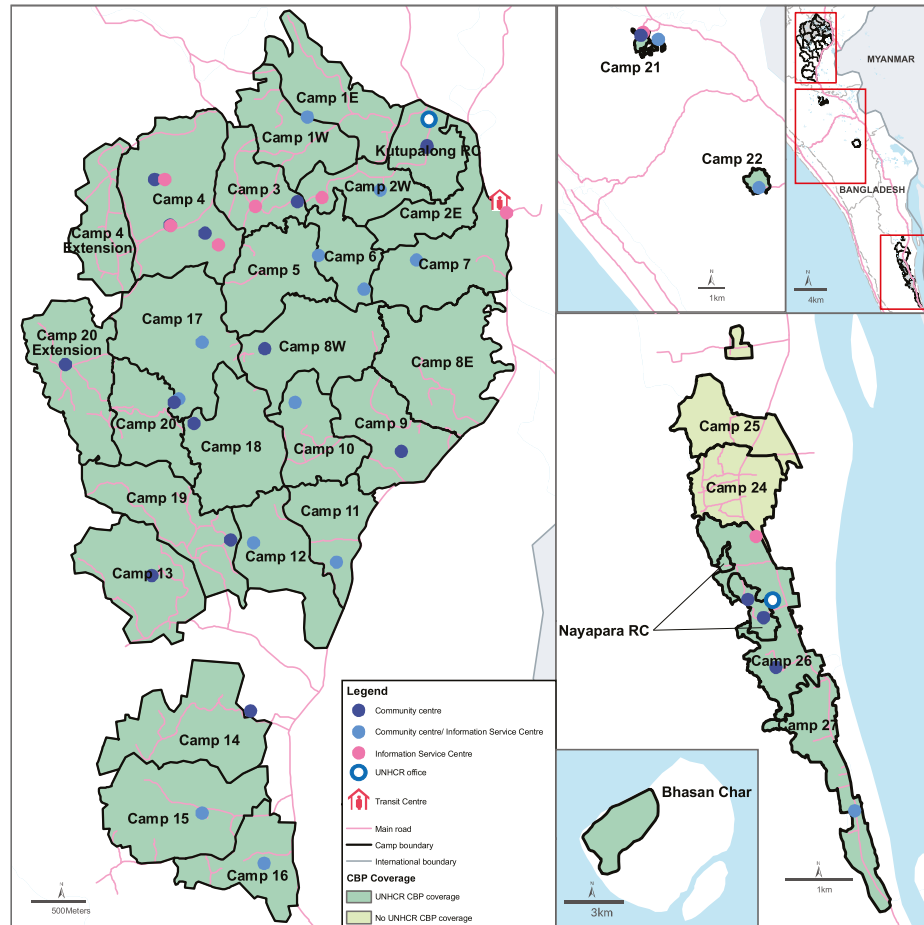 Camp 1E
Camp 1W
Kutupalong RC
Camp 3
Camp 2W
Camp 4
Camp 2E
Camp 4
Extension
Camp 5
Camp 6
Camp 7
Camp 17
Camp 20
Extension
Camp 8W
Camp 8E
Camp 20
Camp 9
Camp 18
Camp 10
Camp 19
Camp 11
Camp 12
Camp 13
Camp 14
Camp 15
Camp 16
N
500Meters
Legend
Community centre
Community centre/ Information Service Centre
Information Service Centre
UNHCR office
Transit Centre
Main road
Camp boundary
International boundary
CBP Coverage
UNHCR CBP coverage
No UNHCR CBP coverage
Camp 21
Camp 22
N
1km
MYANMAR
BANGLADESH
N
4km
Camp 25
Camp 24
Nayapara RC
Camp 26
Camp 27
N
1km
Bhasan Char
N
3km